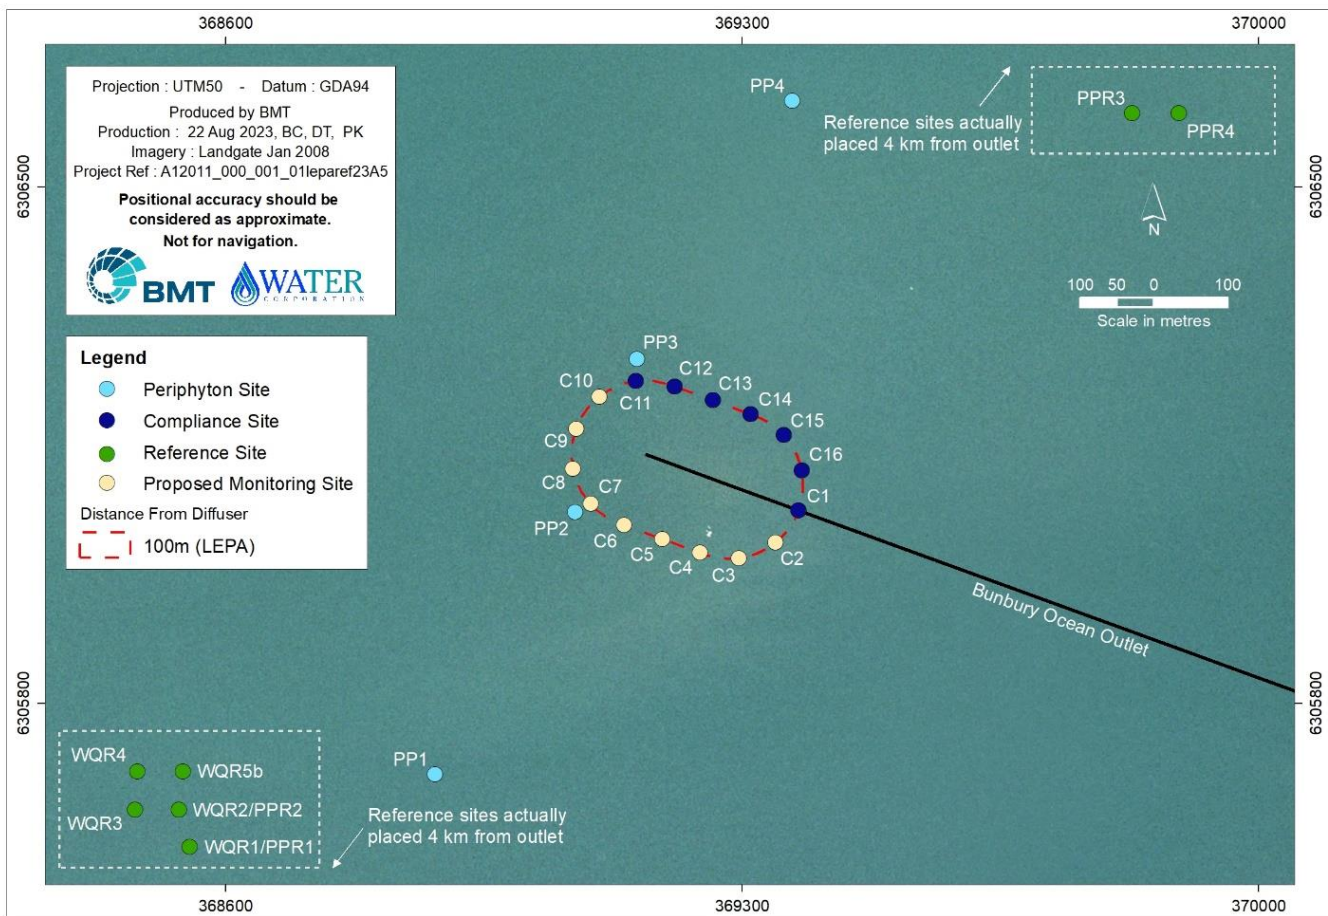 368600
369300
370000
6306500
6305800
6306500
6305800
Projection : UTM50 - Datum : GDA94
Produced by BMT
Production : 22 Aug 2023, BC, DT, PK
Imagery : Landgate Jan 2008
Project Ref : A12011_000_001_01leparef23A5
Positional accuracy should be
considered as approximate.
Not for navigation.
BMT
WATER
CORPORATION
Legend
Periphyton Site
Compliance Site
Reference Site
Proposed Monitoring Site
Distance From Diffuser
100m (LEPA)
PP4
Reference sites actually
placed 4 km from outlet
PPR3
PPR4
N
100 50 0 100
Scale in metres
PP3
C12
C10
C11
C13
C14
C15
C9
C16
C8
C7
C1
PP2
C6
C5
C4
C3
C2
Bunbury Ocean Outlet
WQR4
WQR5b
PP1
WQR3
WQR2/PPR2
WQR1/PPR1
Reference sites actually
placed 4 km from outlet
368600
369300
370000